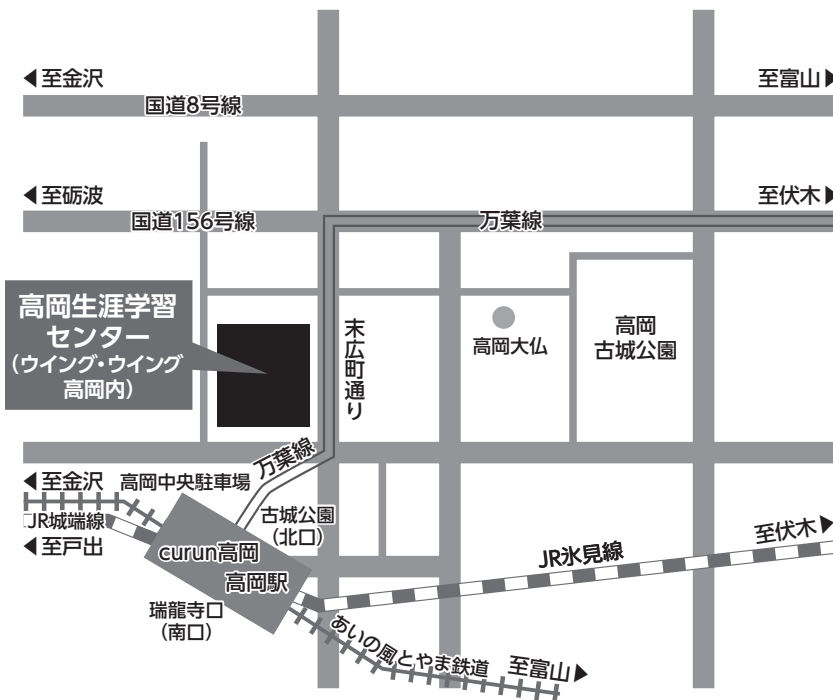 ◀至金沢
至富山▶
国道8号線
◀至砺波
至伏木▶
国道156号線
万葉線
高岡生涯学習
センター
(ウイング・ウイング
高岡内)
末広町通り
高岡大仏
高岡
古城公園
万葉線
◀至金沢
高岡中央駐車場
JR城端線
◀至戸出
古城公園
(北口)
curun高岡
高岡駅
瑞龍寺口
(南口)
JR氷見線
至伏木▶
あいの風とやま鉄道
至富山▶